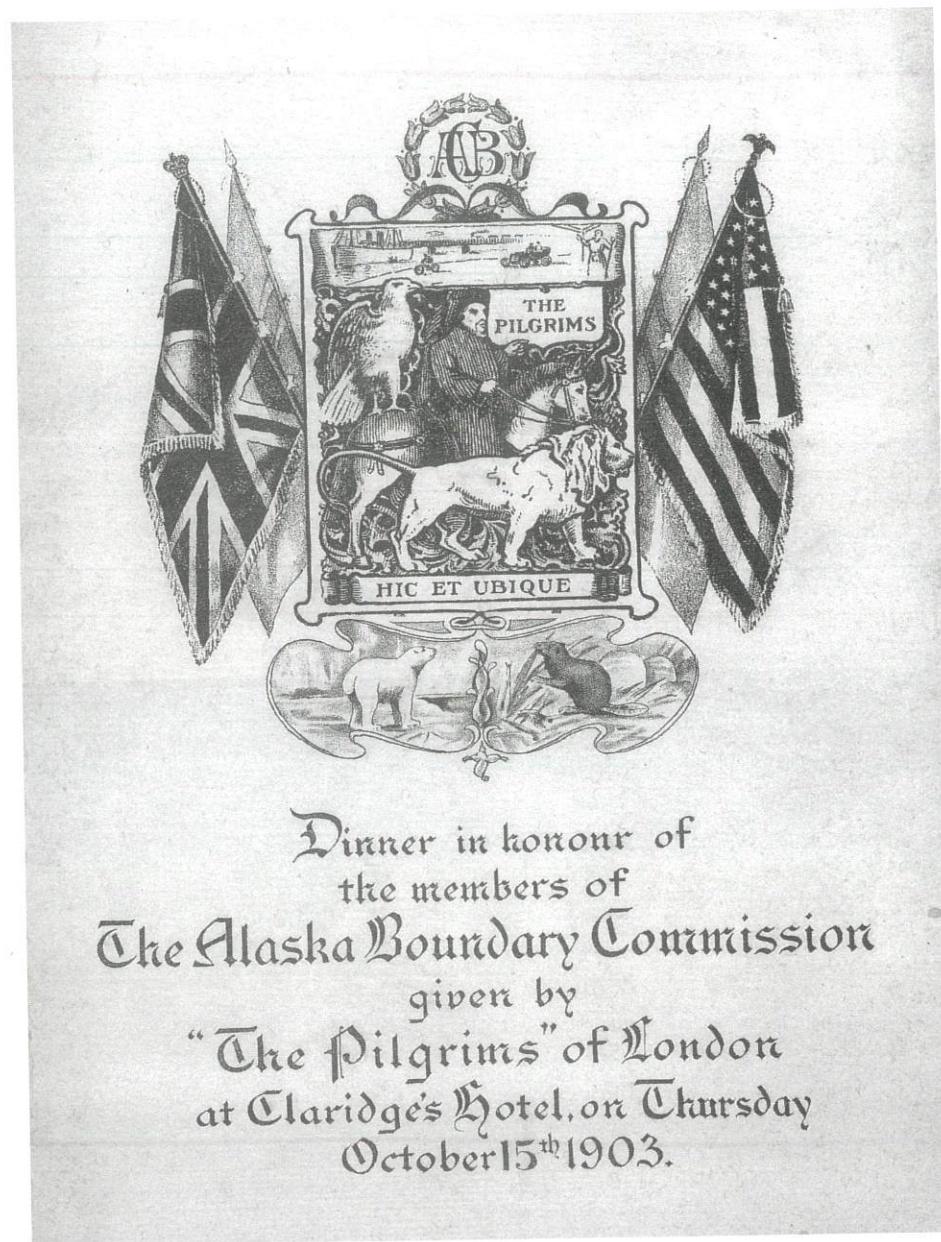 ACB
THE
PILGRIMS
HIC ET UBIQUE
Dinner in honour of
the members of
The Alaska Boundary Commission
given by
"The Pilgrims" of London
at Claridge's Hotel, on Thursday
October 15th 1903.